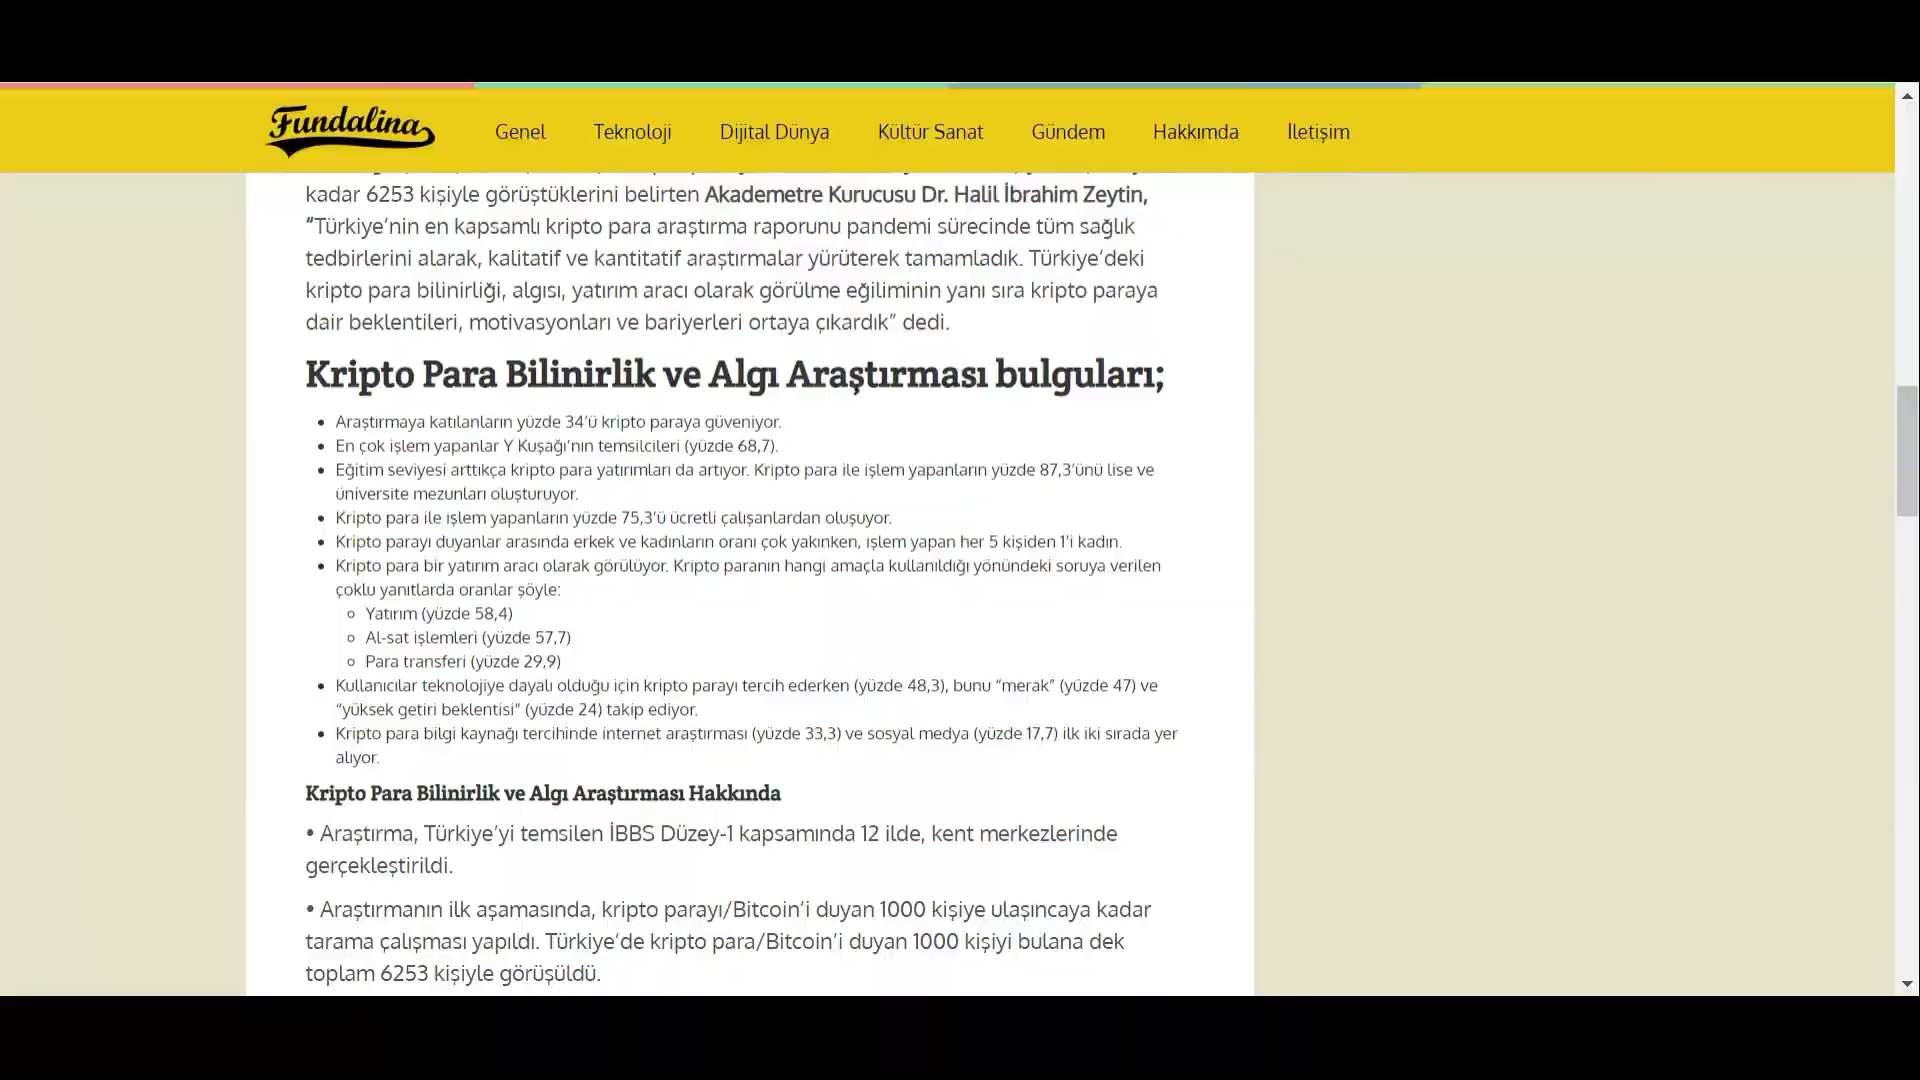 Fundalina
Genel
Teknoloji
Dijital Dünya
Kültür Sanat
Gündem
Hakkımda
Iletişim
kadar 6253 kişiyle görüştüklerini belirten Akademetre Kurucusu Dr. Halil İbrahim Zeytin,
“Türkiye’nin en kapsamlı kripto para araştırma raporunu pandemi sürecinde tüm sağlık
tedbirlerini alarak, kalitatif ve kantitatif araştırmalar yürüterek tamamladık. Türkiye’deki
kripto para bilinirliği, algısı, yatırım aracı olarak görülme eğiliminin yanı sıra kripto paraya
dair beklentileri, motivasyonları ve bariyerleri ortaya çıkardık” dedi.
Kripto Para Bilinirlik ve Algı Araştırması bulguları;
• Araştırmaya katılanların yüzde 34’ü kripto paraya güveniyor.
• En çok işlem yapanlar Y Kuşağı’nın temsilcileri (yüzde 68,7).
• Eğitim seviyesi arttıkça kripto para yatırımları da artıyor. Kripto para ile işlem yapanların yüzde 87,3’ünü lise ve
üniversite mezunları oluşturuyor.
• Kripto para ile işlem yapanların yüzde 75,3’ü ücretli çalışanlardan oluşuyor.
• Kripto parayı duyanlar arasında erkek ve kadınların oranı çok yakınken, işlem yapan her 5 kişiden 1’i kadın.
• Kripto para bir yatırım aracı olarak görülüyor. Kripto paranın hangi amaçla kullanıldığı yönündeki soruya verilen
çoklu yanıtlarda oranlar şöyle:
◦ Yatırım (yüzde 58,4)
◦ Al-sat işlemleri (yüzde 57,7)
◦ Para transferi (yüzde 29,9)
• Kullanıcılar teknolojiye dayalı olduğu için kripto parayı tercih ederken (yüzde 48,3), bunu “merak” (yüzde 47) ve
“yüksek getiri beklentisi” (yüzde 24) takip ediyor.
• Kripto para bilgi kaynağı tercihinde internet araştırması (yüzde 33,3) ve sosyal medya (yüzde 17,7) ilk iki sırada yer
alıyor.
Kripto Para Bilinirlik ve Algı Araştırması Hakkında
• Araştırma, Türkiye’yi temsilen İBBS Düzey-1 kapsamında 12 ilde, kent merkezlerinde
gerçekleştirildi.
• Araştırmanın ilk aşamasında, kripto parayı/Bitcoin’i duyan 1000 kişiye ulaşıncaya kadar
tarama çalışması yapıldı. Türkiye’de kripto para/Bitcoin’i duyan 1000 kişiyi bulana dek
toplam 6253 kişiyle görüşüldü.